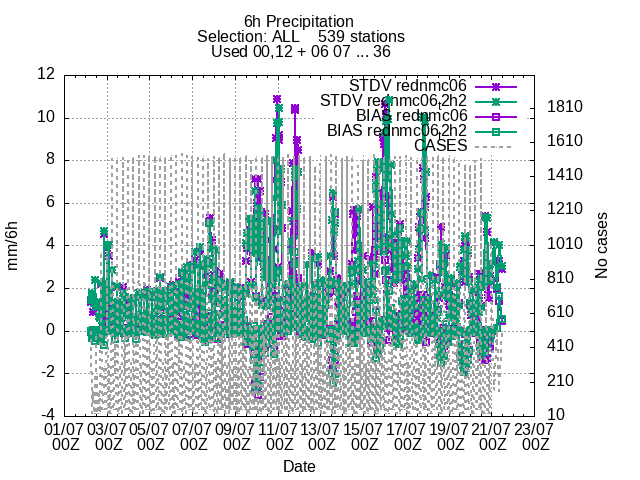 6h Precipitation
Selection: ALL 539 stations
Used 00,12 + 06 07 ... 36
STDV rednmc06
STDV rednmc06,2h2
BIAS rednmc06
BIAS rednmc06,2h2
CASES
12
10
8
6
4
2
0
-2
-4
mm/6h
1810
1610
1410
1210
1010
810
610
410
210
10
No cases
01/07 03/07 05/07 07/07 09/07 11/07 13/07 15/07 17/07 19/07 21/07 23/07
00Z 00Z 00Z 00Z 00Z 00Z 00Z 00Z 00Z 00Z 00Z 00Z
Date